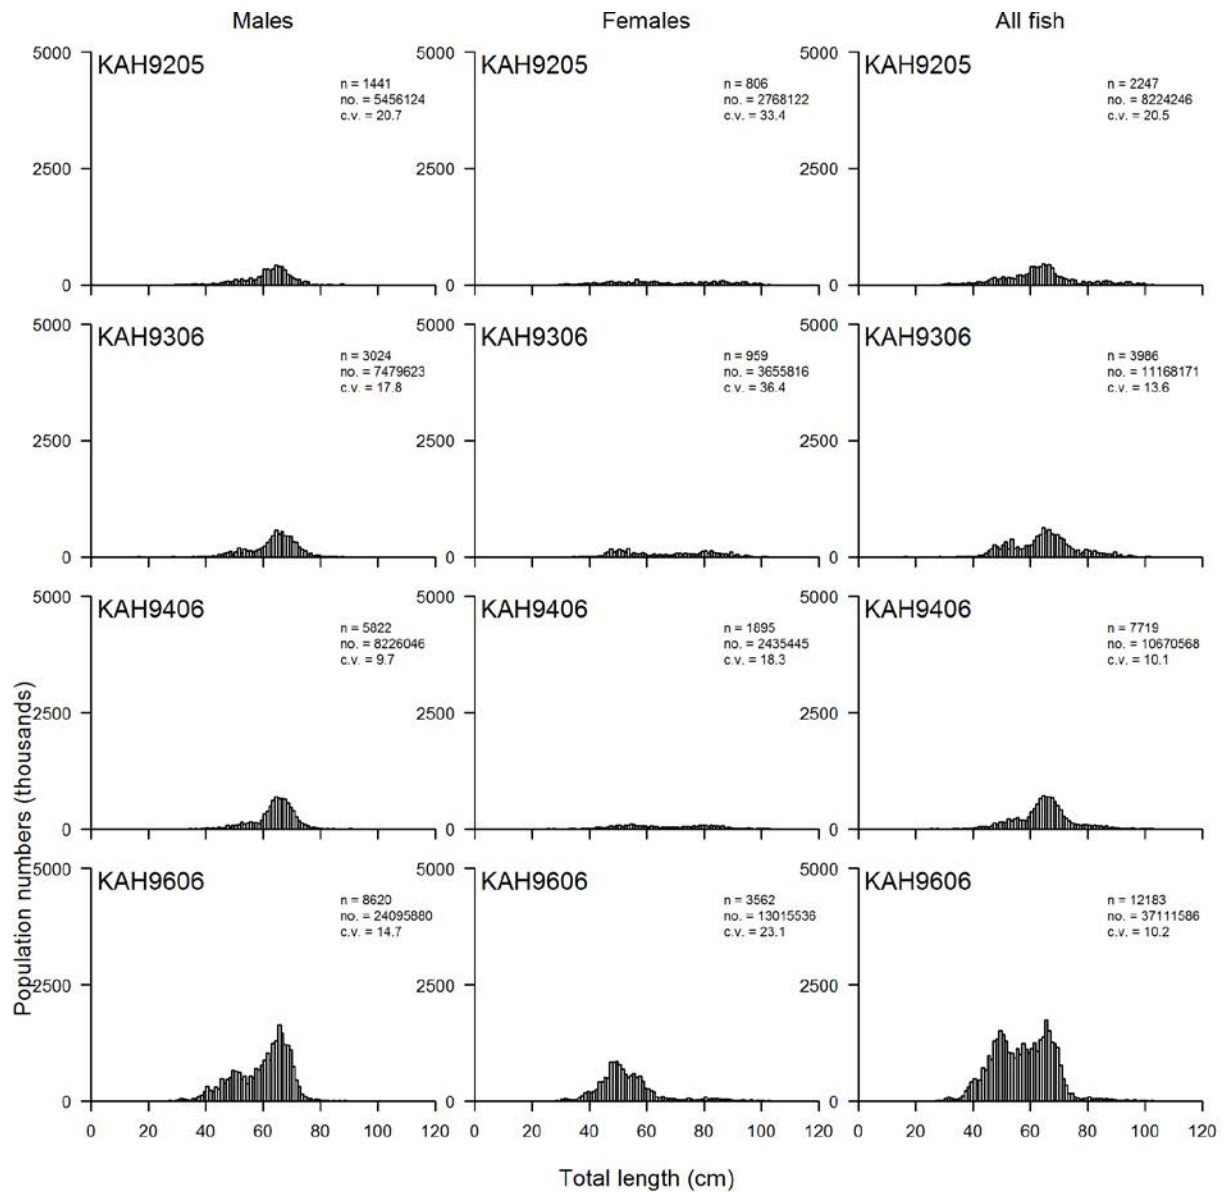 Males
Females
All fish
5000
KAH9205
n = 1441
no. = 5456124
c.v. = 20.7
2500
0
5000
KAH9205
n = 806
no. = 2768122
c.v. = 33.4
2500
0
5000
KAH9205
n = 2247
no. = 8224246
c.v. = 20.5
2500
0
5000
KAH9306
n = 3024
no. = 7479623
c.v. = 17.8
2500
0
5000
KAH9306
n = 959
no. = 3655816
c.v. = 36.4
2500
0
5000
KAH9306
n = 3986
no. = 11168171
c.v. = 13.6
2500
0
5000
KAH9406
n = 5822
no. = 8226046
c.v. = 9.7
2500
0
5000
KAH9406
n = 1895
no. = 2435445
c.v. = 18.3
2500
0
5000
KAH9406
n = 7719
no. = 10670568
c.v. = 10.1
2500
0
5000
KAH9606
n = 8620
no. = 24095880
c.v. = 14.7
2500
0
5000
KAH9606
n = 3562
no. = 13015536
c.v. = 23.1
2500
0
5000
KAH9606
n = 12183
no. = 37111586
c.v. = 10.2
2500
0
0 20 40 60 80 100 120
0 20 40 60 80 100 120
0 20 40 60 80 100 120
Population numbers (thousands)
Total length (cm)